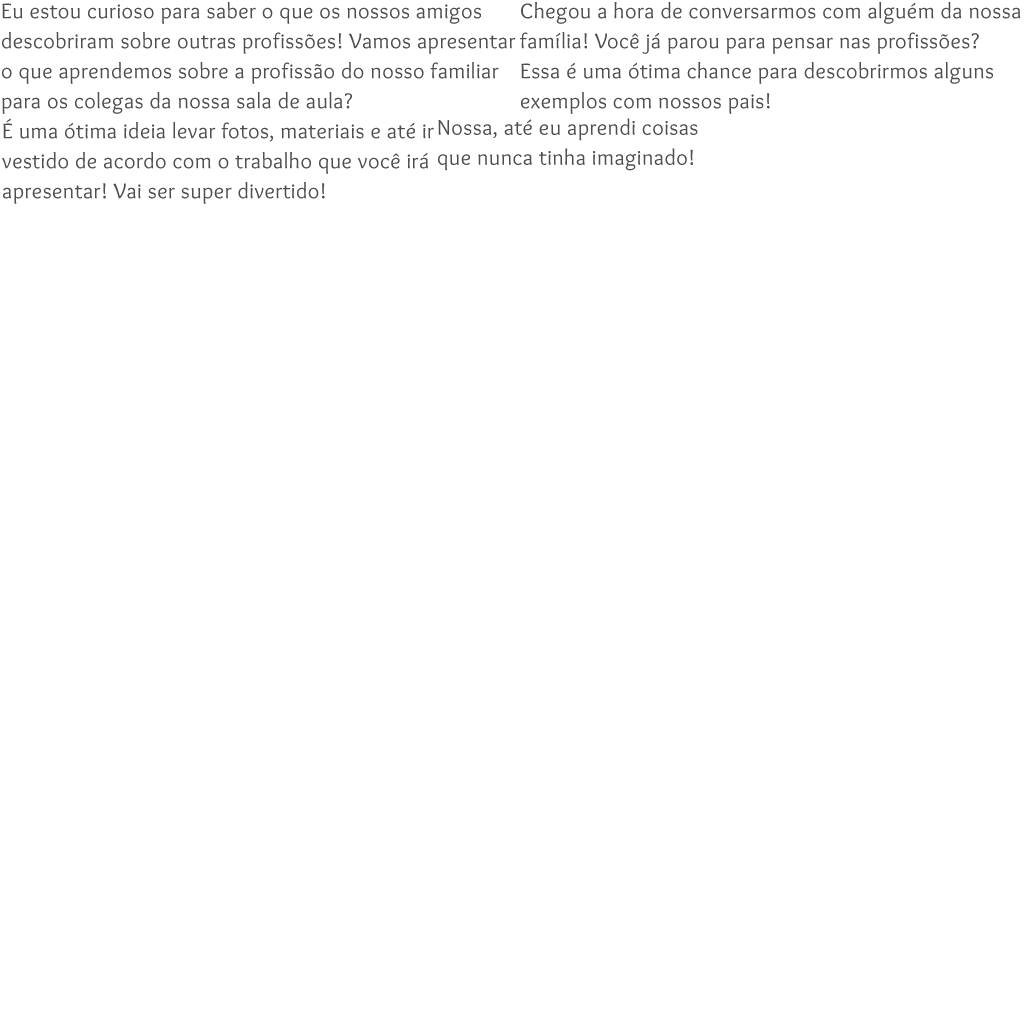 Eu estou curioso para saber o que os nossos amigos
descobriram sobre outras profissões! Vamos apresentar
o que aprendemos sobre a profissão do nosso familiar
para os colegas da nossa sala de aula?
Chegou a hora de conversarmos com alguém da nossa
família! Você já parou para pensar nas profissões?
Essa é uma ótima chance para descobrirmos alguns
exemplos com nossos pais!
É uma ótima ideia levar fotos, materiais e até ir
vestido de acordo com o trabalho que você irá
apresentar! Vai ser super divertido!
Nossa, até eu aprendi coisas
que nunca tinha imaginado!